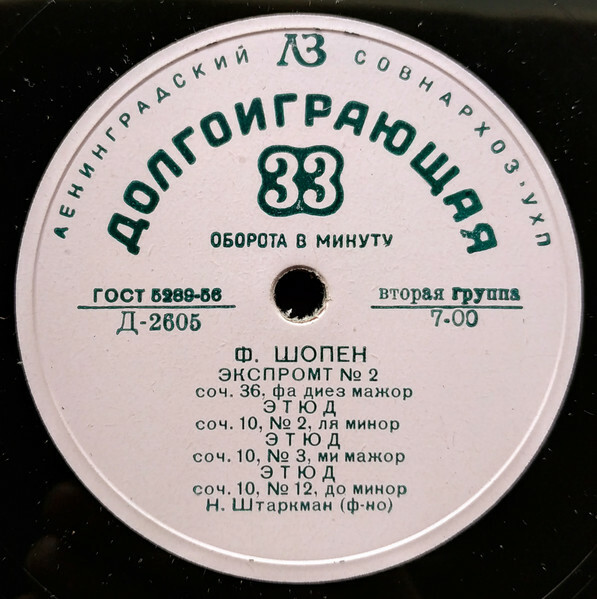 ЛЕНИНГРАДСКИЙ ЛЗ СОВНАРХОЗ, УХП
ДОЛГОИГРАЮЩАЯ
33
ОБОРОТА В МИНУТУ
ГОСТ 5289-56
Д-2605
вторая группа
7-00
Ф. ШОПЕН
ЭКСПРОМТ № 2
соч. 36, фа диез мажор
ЭТЮД
соч. 10, № 2, ля минор
ЭТЮД
соч. 10, № 3, ми мажор
ЭТЮД
соч. 10, № 12, до минор
Н. Штаркман (ф-но)